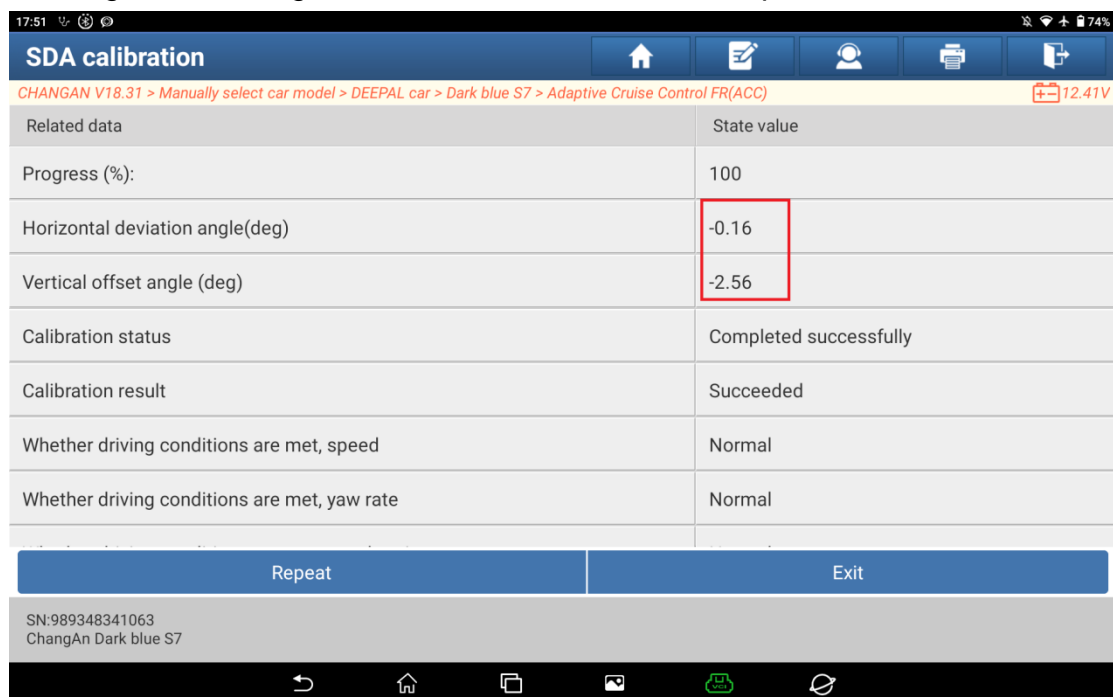 17:51 74%
SDA calibration
CHANGAN V18.31 > Manually select car model > DEEPAL car > Dark blue S7 > Adaptive Cruise Control FR(ACC) 12.41V
Related data State value
Progress (%): 100
Horizontal deviation angle(deg) -0.16
Vertical offset angle (deg) -2.56
Calibration status Completed successfully
Calibration result Succeeded
Whether driving conditions are met, speed Normal
Whether driving conditions are met, yaw rate Normal
Repeat Exit
SN:989348341063
ChangAn Dark blue S7
VCI